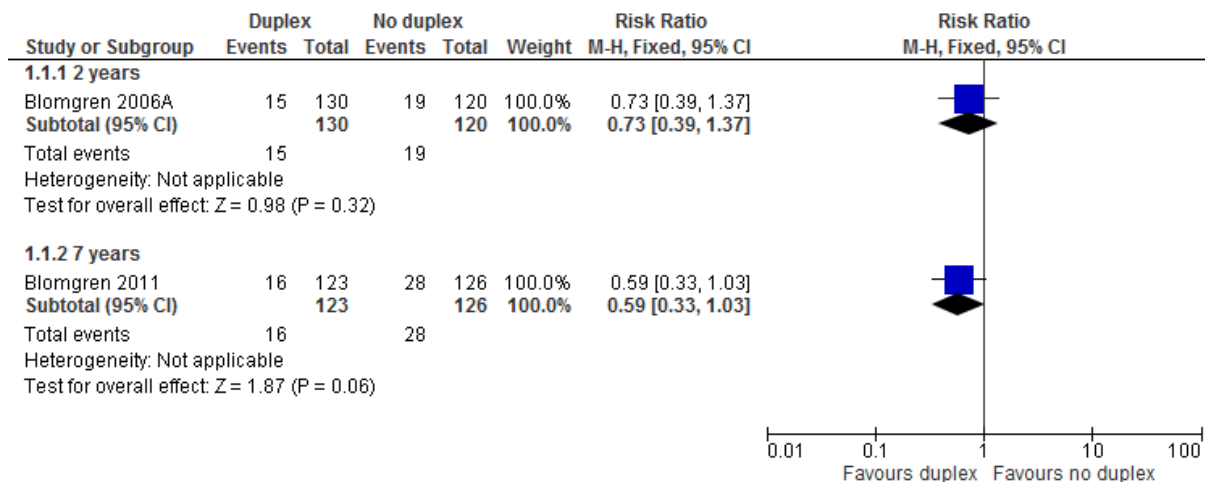 Duplex No duplex Risk Ratio Risk Ratio
Study or Subgroup Events Total Events Total Weight M-H, Fixed, 95% CI M-H, Fixed, 95% CI
1.1.1 2 years
Blomgren 2006A 15 130 19 120 100.0% 0.73 [0.39, 1.37]
Subtotal (95% CI) 130 120 100.0% 0.73 [0.39, 1.37]
Total events 15 19
Heterogeneity: Not applicable
Test for overall effect: Z = 0.98 (P = 0.32)
1.1.2 7 years
Blomgren 2011 16 123 28 126 100.0% 0.59 [0.33, 1.03]
Subtotal (95% CI) 123 126 100.0% 0.59 [0.33, 1.03]
Total events 16 28
Heterogeneity: Not applicable
Test for overall effect: Z = 1.87 (P = 0.06)
0.01 0.1 1 10 100
Favours duplex Favours no duplex